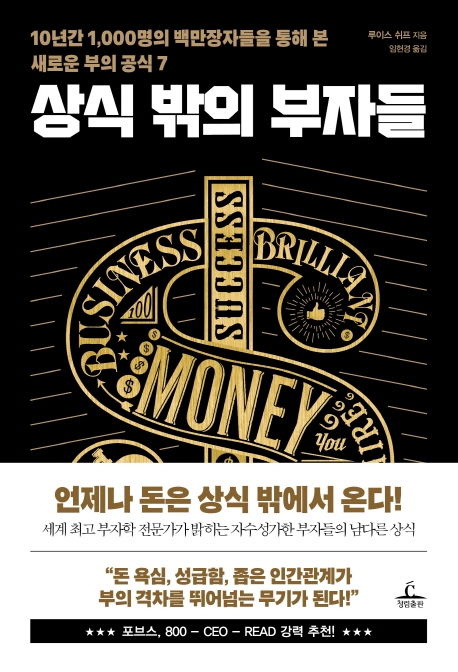 10년간 1,000명의 백만장자들을 통해 본
새로운 부의 공식 7
루이스 쉬프 지음
임현경 옮김
상식 밖의 부자들
BUSINESS
BRILLIANT
SUCCESS
100
$
MONEY
You
언제나 돈은 상식 밖에서 온다!
세계 최고 부자학 전문가가 밝히는 자수성가한 부자들의 남다른 상식
“돈 욕심, 성급함, 좁은 인간관계가
부의 격차를 뛰어넘는 무기가 된다!”
청림출판
★★★ 포브스, 800 – CEO – READ 강력 추천! ★★★